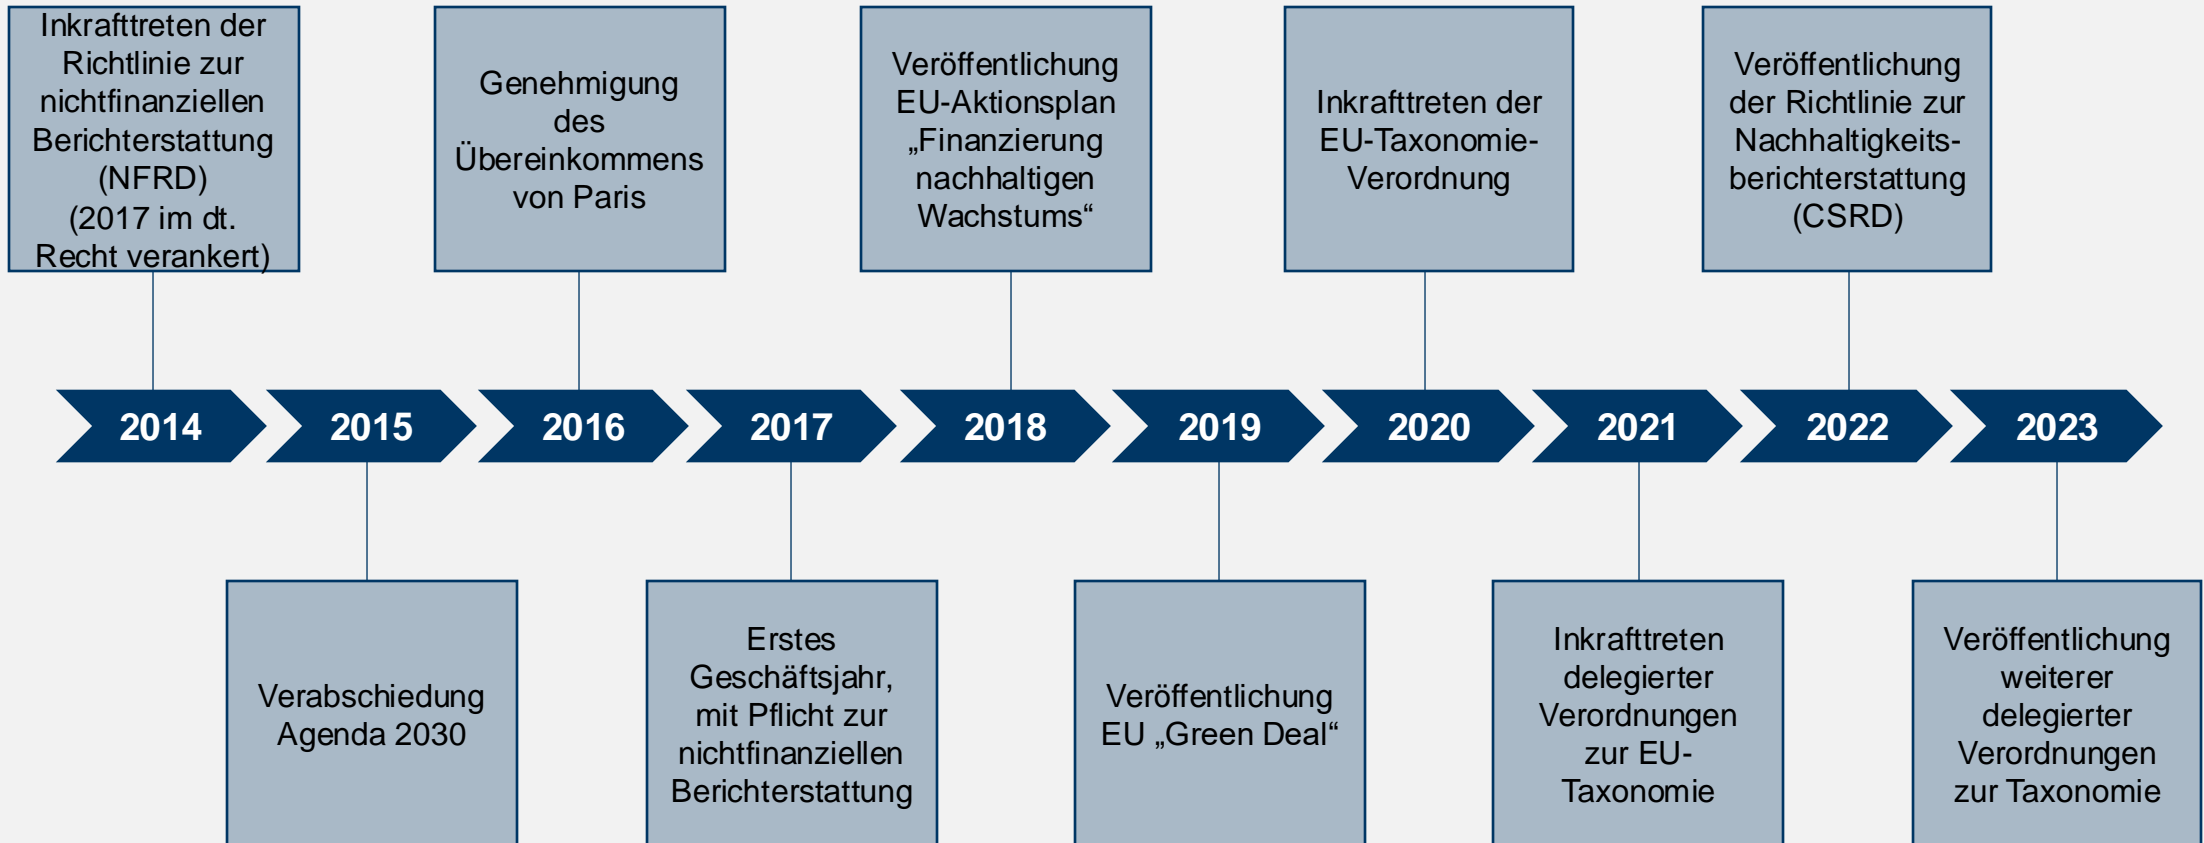 Inkrafttreten der
Richtlinie zur
nichtfinanziellen
Berichterstattung
(NFRD)
(2017 im dt.
Recht verankert)
Genehmigung
des
Übereinkommens
von Paris
Veröffentlichung
EU-Aktionsplan
„Finanzierung
nachhaltigen
Wachstums“
Inkrafttreten der
EU-Taxonomie-
Verordnung
Veröffentlichung
der Richtlinie zur
Nachhaltigkeits-
berichterstattung
(CSRD)
2014 2015 2016 2017 2018 2019 2020 2021 2022 2023
Verabschiedung
Agenda 2030
Erstes
Geschäftsjahr,
mit Pflicht zur
nichtfinanziellen
Berichterstattung
Veröffentlichung
EU „Green Deal“
Inkrafttreten
delegierter
Verordnungen
zur EU-
Taxonomie
Veröffentlichung
weiterer
delegierter
Verordnungen
zur Taxonomie